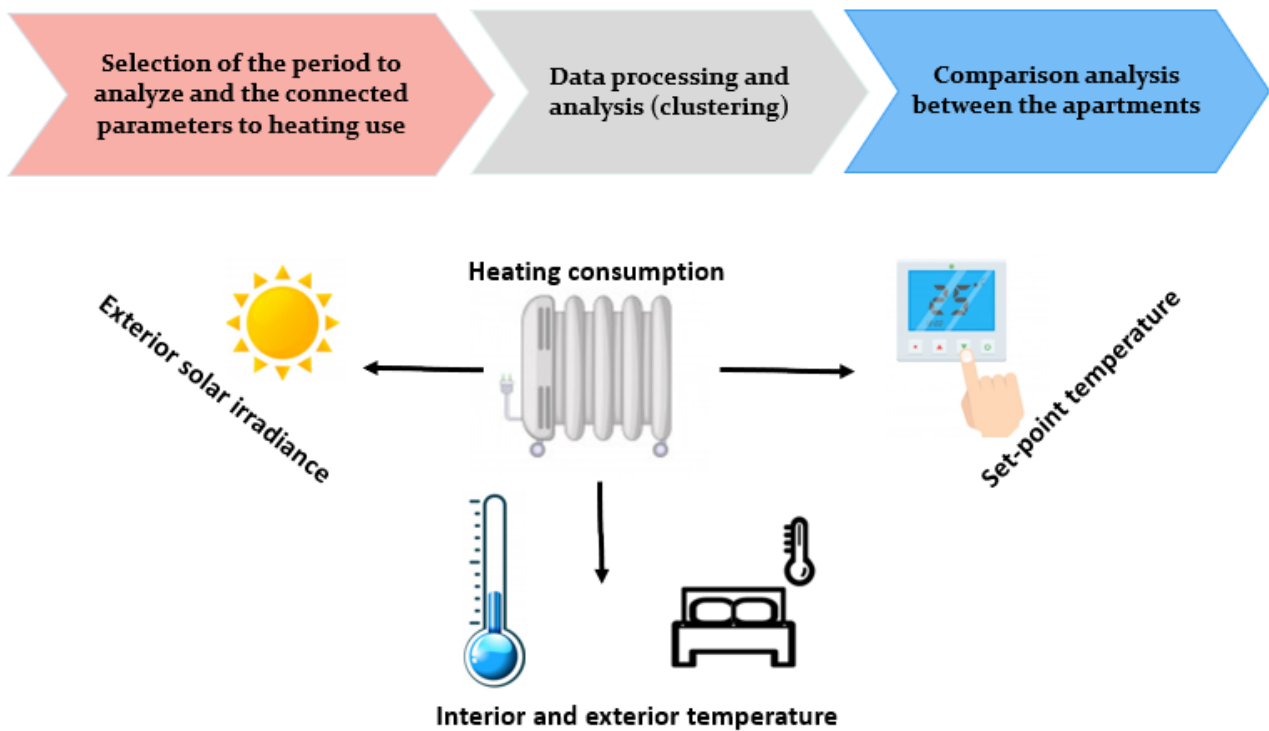 Selection of the period to
analyze and the connected
parameters to heating use
Data processing and
analysis (clustering)
Comparison analysis
between the apartments
Heating consumption
Exterior solar irradiance
25°
Set-point temperature
Interior and exterior temperature